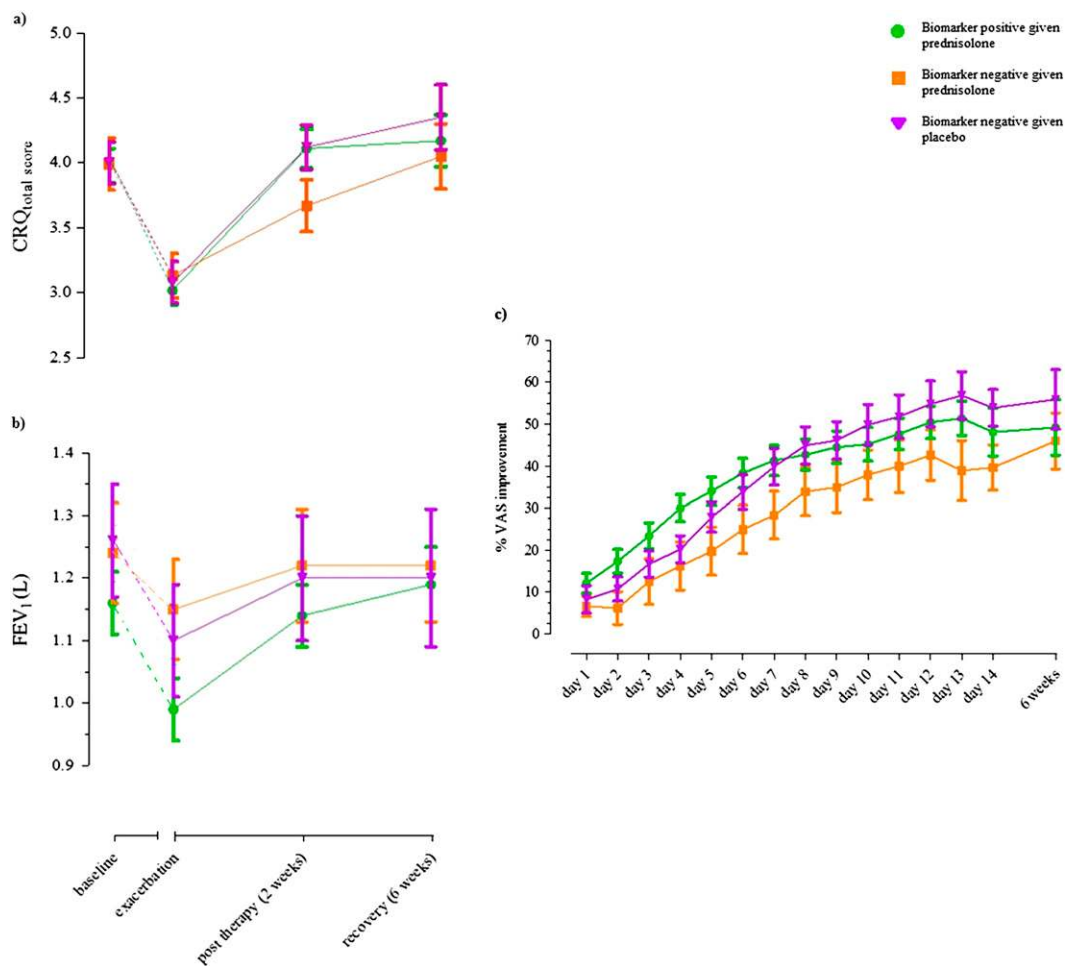 a)
5.0
4.5
4.0
3.5
3.0
2.5
CRQtotal score
Biomarker positive given
prednisolone
Biomarker negative given
prednisolone
Biomarker negative given
placebo
b)
1.4
1.3
1.2
1.1
1.0
0.9
FEV1 (L)
baseline
exacerbation
post therapy (2 weeks)
recovery (6 weeks)
c)
70
60
50
40
30
20
10
0
% VAS improvement
day 1
day 2
day 3
day 4
day 5
day 6
day 7
day 8
day 9
day 10
day 11
day 12
day 13
day 14
6 weeks